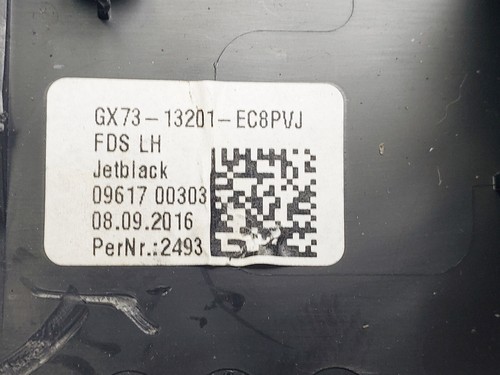 GX73-13201-EC8PVJ
FDS LH
Jetblack
09617 00303
08.09.2016
PerNr.:2493